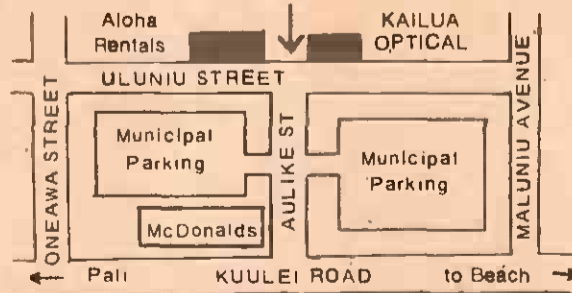 Aloha
Rentals
KAILUA
OPTICAL
ULUNIU STREET
ONEAWA STREET
Municipal
Parking
AULIKE ST
Municipal
Parking
MALUNIU AVENUE
McDonalds
Pali
KUULEI ROAD
to Beach